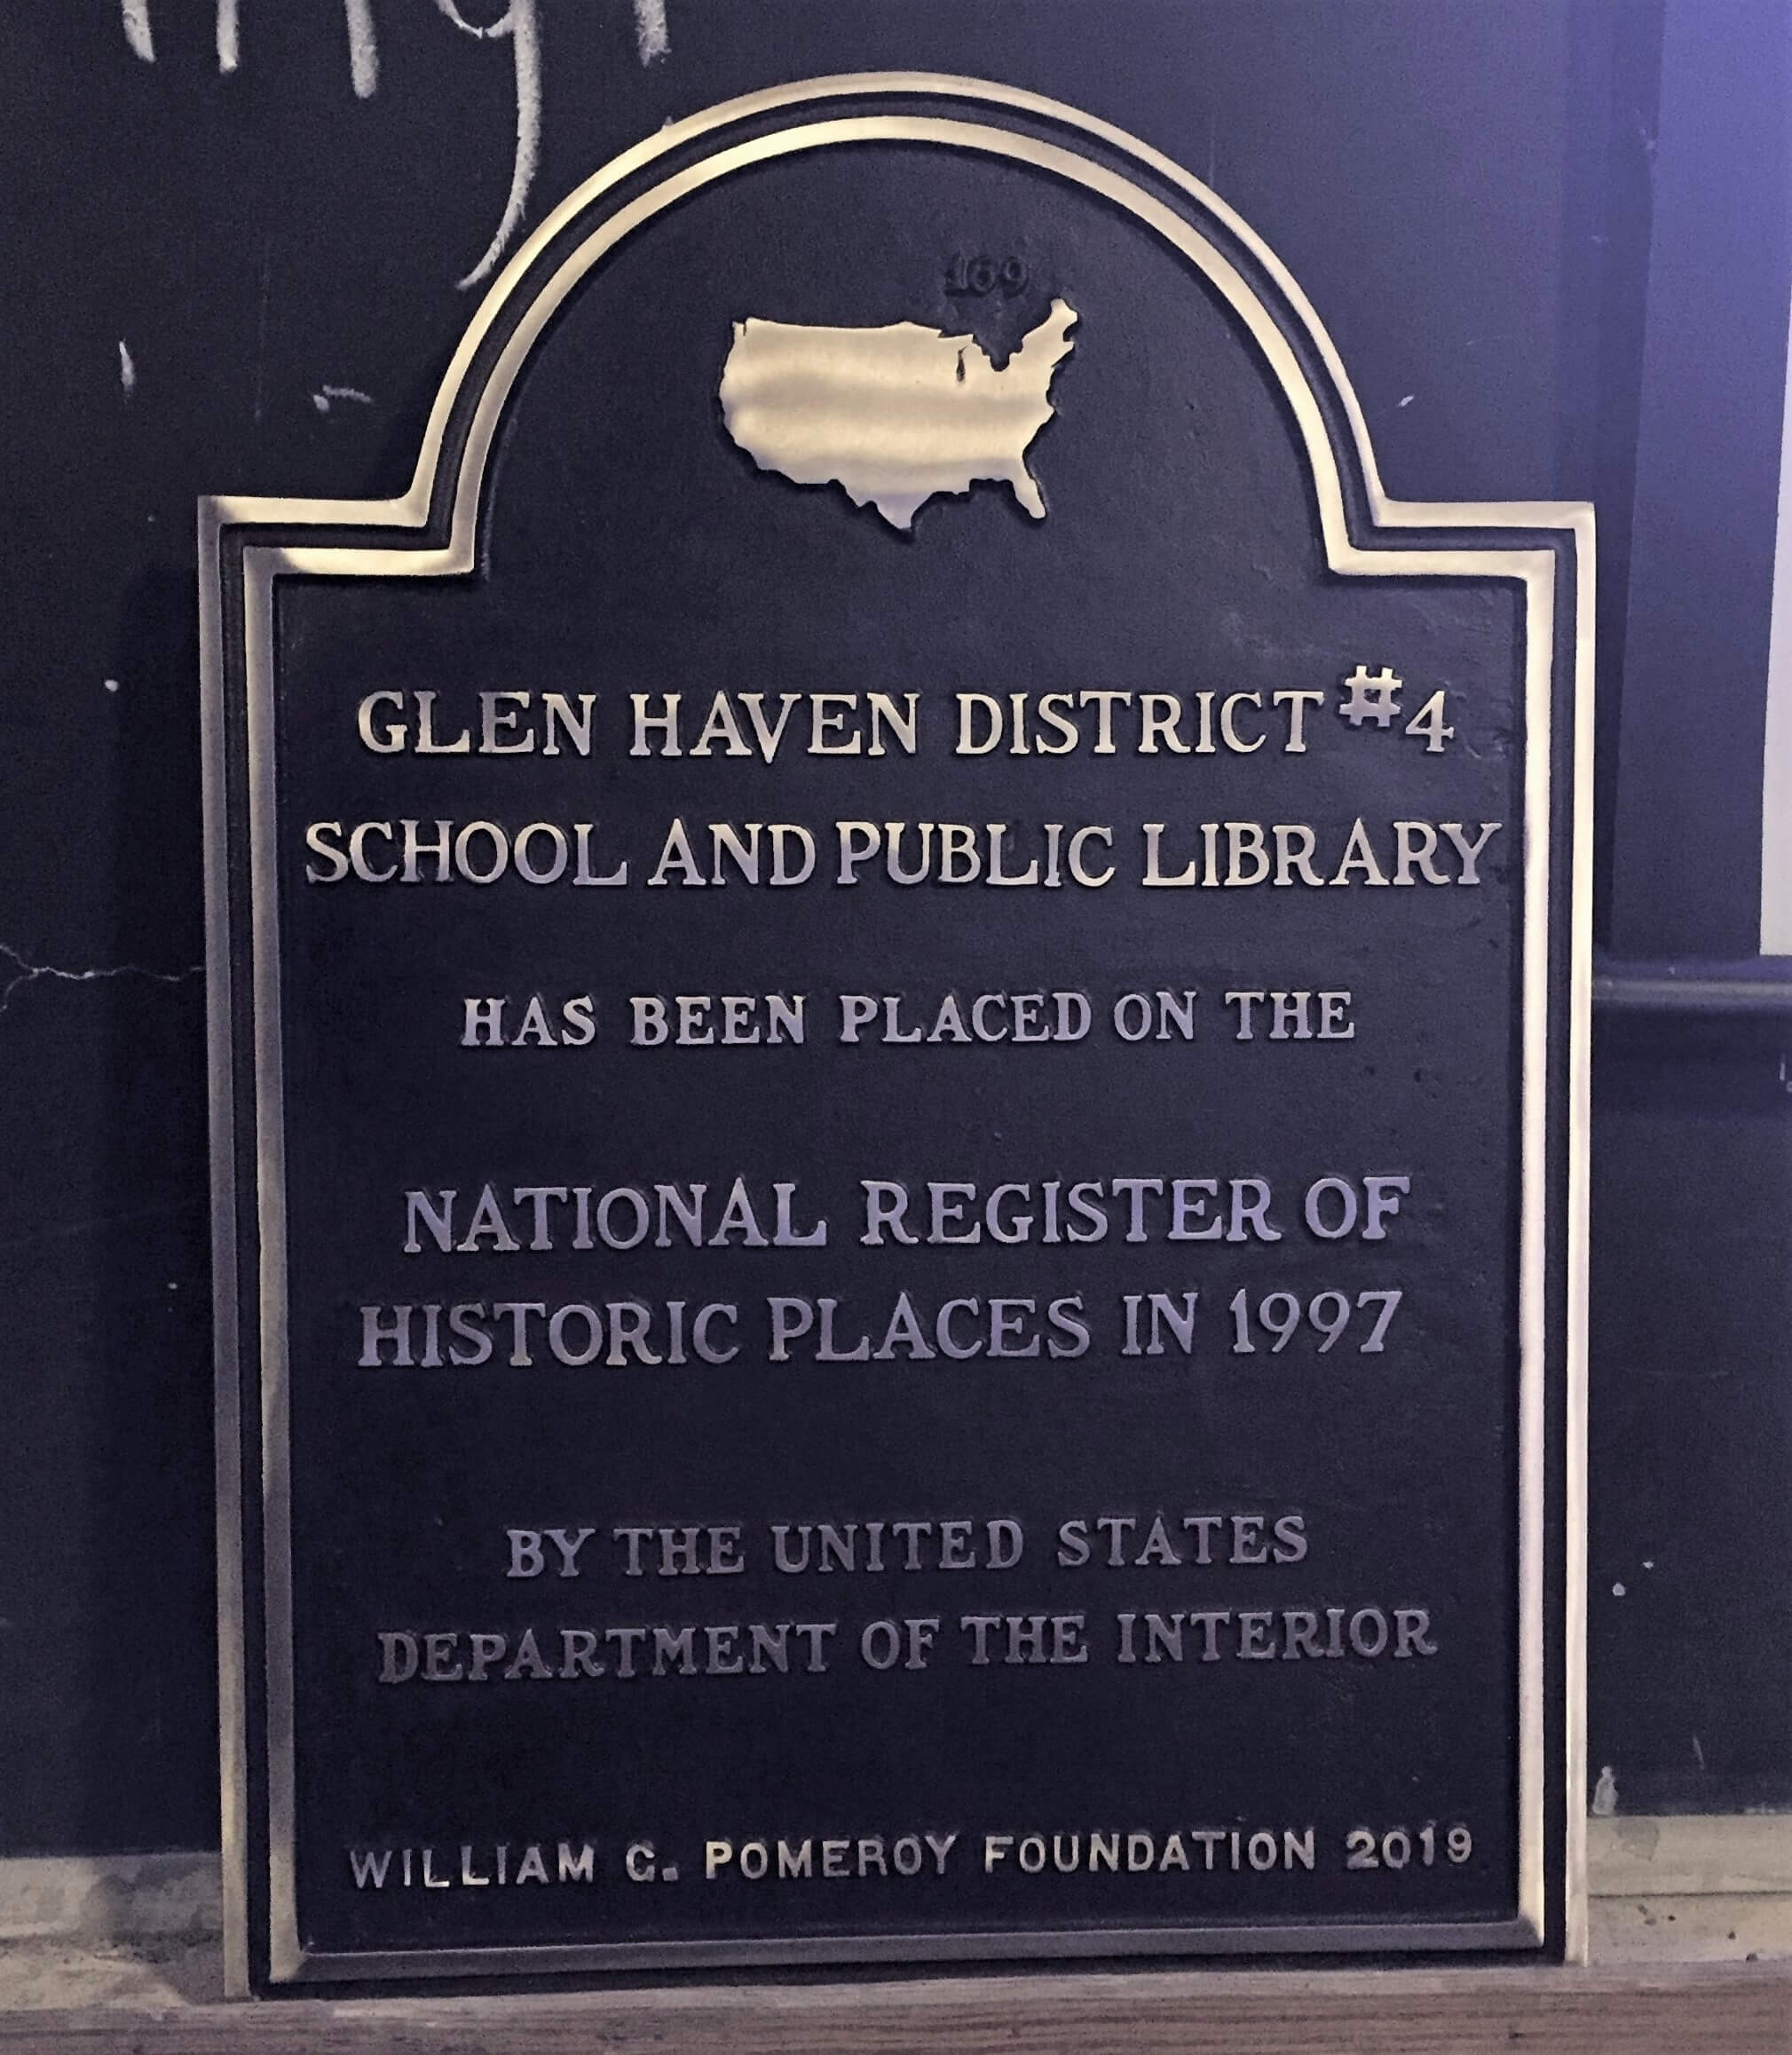 169
GLEN HAVEN DISTRICT #4
SCHOOL AND PUBLIC LIBRARY
HAS BEEN PLACED ON THE
NATIONAL REGISTER OF
HISTORIC PLACES IN 1997
BY THE UNITED STATES
DEPARTMENT OF THE INTERIOR
WILLIAM G. POMEROY FOUNDATION 2019